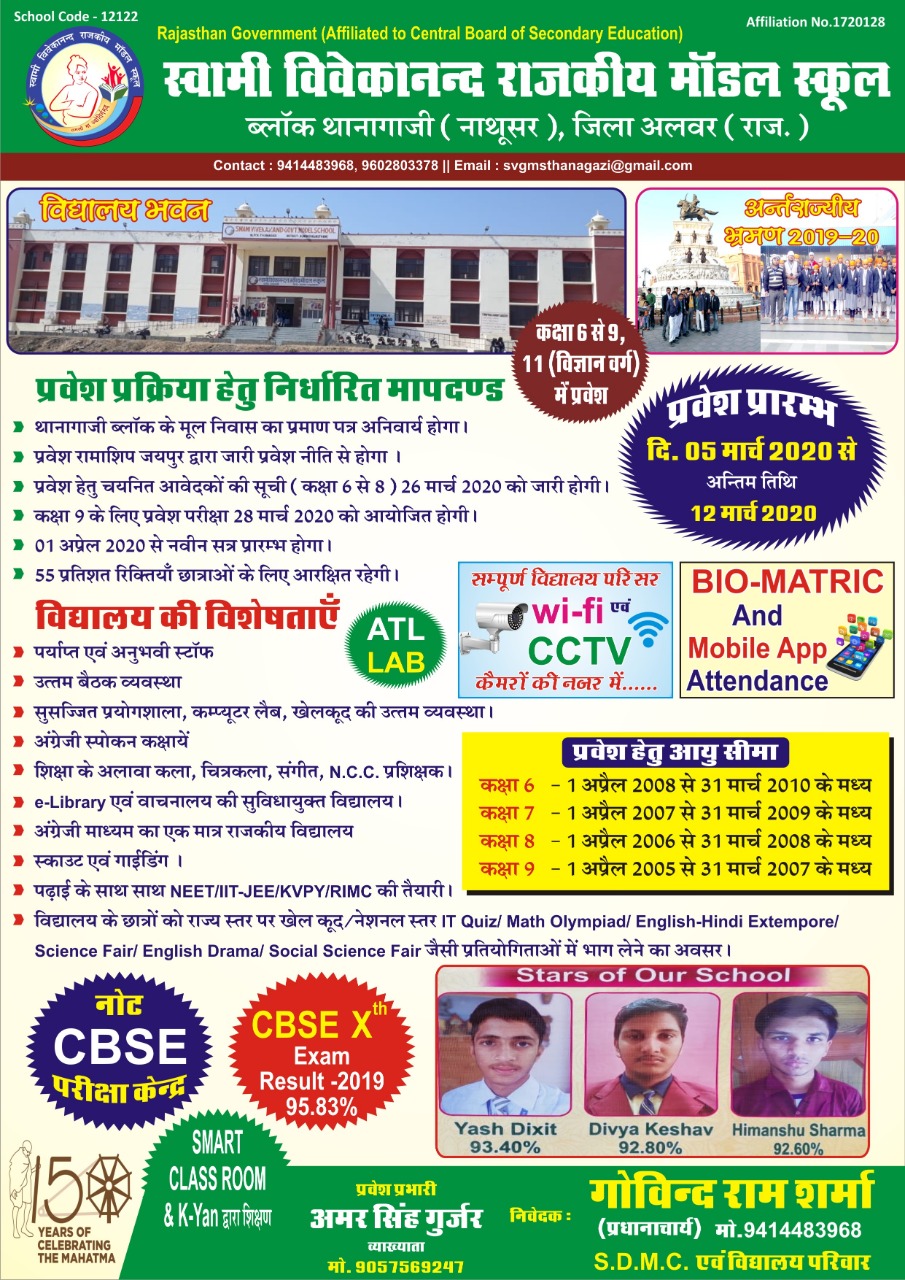 School Code - 12122
Affiliation No.1720128
Rajasthan Government (Affiliated to Central Board of Secondary Education)
स्वामी विवेकानन्द राजकीय मॉडल स्कूल
ब्लॉक थानागाजी ( नाथूसर ), जिला अलवर ( राज. )
स्वामी विवेकानन्द राजकीय मॉडल स्कूल
Contact : 9414483968, 9602803378 || Email : svgmsthanagazi@gmail.com
विद्यालय भवन
SWAMI VIVEKANAND GOVT. MODEL SCHOOL
अर्न्तराज्यीय
भ्रमण 2019-20
कक्षा 6 से 9,
11 (विज्ञान वर्ग)
में प्रवेश
प्रवेश प्रक्रिया हेतु निर्धारित मापदण्ड
थानागाजी ब्लॉक के मूल निवास का प्रमाण पत्र अनिवार्य होगा।
प्रवेश रामाशिप जयपुर द्वारा जारी प्रवेश नीति से होगा ।
प्रवेश हेतु चयनित आवेदकों की सूची ( कक्षा 6 से 8 ) 26 मार्च 2020 को जारी होगी।
कक्षा 9 के लिए प्रवेश परीक्षा 28 मार्च 2020 को आयोजित होगी।
01 अप्रेल 2020 से नवीन सत्र प्रारम्भ होगा।
55 प्रतिशत रिक्तियाँ छात्राओं के लिए आरक्षित रहेगी।
प्रवेश प्रारम्भ
दि. 05 मार्च 2020 से
अन्तिम तिथि
12 मार्च 2020
विद्यालय की विशेषताएँ
पर्याप्त एवं अनुभवी स्टॉफ
उत्तम बैठक व्यवस्था
सुसज्जित प्रयोगशाला, कम्प्यूटर लैब, खेलकूद की उत्तम व्यवस्था।
अंग्रेजी स्पोकन कक्षायें
शिक्षा के अलावा कला, चित्रकला, संगीत, N.C.C. प्रशिक्षक।
e-Library एवं वाचनालय की सुविधायुक्त विद्यालय।
अंग्रेजी माध्यम का एक मात्र राजकीय विद्यालय
स्काउट एवं गाईडिंग ।
पढ़ाई के साथ साथ NEET/IIT-JEE/KVPY/RIMC की तैयारी।
विद्यालय के छात्रों को राज्य स्तर पर खेल कूद/नेशनल स्तर IT Quiz/ Math Olympiad/ English-Hindi Extempore/
Science Fair/ English Drama/ Social Science Fair जैसी प्रतियोगिताओं में भाग लेने का अवसर।
ATL
LAB
सम्पूर्ण विद्यालय परिसर
wi-fi एवं
CCTV
कैमरों की नजर में......
BIO-MATRIC
And
Mobile App
Attendance
प्रवेश हेतु आयु सीमा
कक्षा 6 - 1 अप्रैल 2008 से 31 मार्च 2010 के मध्य
कक्षा 7 - 1 अप्रैल 2007 से 31 मार्च 2009 के मध्य
कक्षा 8 - 1 अप्रैल 2006 से 31 मार्च 2008 के मध्य
कक्षा 9 - 1 अप्रैल 2005 से 31 मार्च 2007 के मध्य
नोट
CBSE
परीक्षा केन्द्र
CBSE Xth
Exam
Result -2019
95.83%
Stars of Our School
Yash Dixit
93.40%
Divya Keshav
92.80%
Himanshu Sharma
92.60%
150
YEARS OF
CELEBRATING
THE MAHATMA
SMART
CLASS ROOM
& K-Yan द्वारा शिक्षण
प्रवेश प्रभारी
अमर सिंह गुर्जर
व्याख्याता
मो. 9057569247
निवेदक :
गोविन्द राम शर्मा
(प्रधानाचार्य) मो.9414483968
S.D.M.C. एवं विद्यालय परिवार